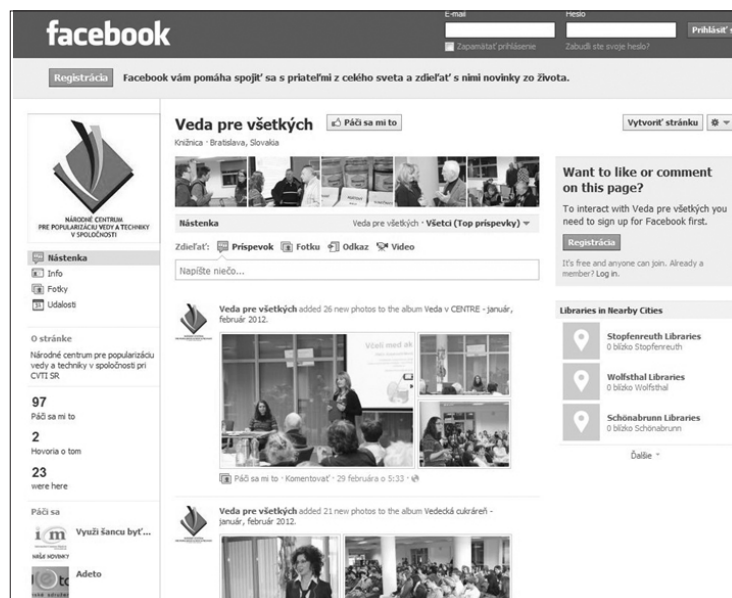 facebook
E-mail
Heslo
Zapamätať prihlásenie
Zabudli ste svoje heslo?
Prihlásiť s
Registrácia
Facebook vám pomáha spojiť sa s priateľmi z celého sveta a zdieľať s nimi novinky zo života.
NÁRODNÉ CENTRUM
PRE POPULARIZÁCIU VEDY A TECHNIKY
V SPOLOČNOSTI
Nástenka
Info
Fotky
Udalosti
O stránke
Národné centrum pre popularizáciu
vedy a techniky v spoločnosti pri
CVTI SR
97
Páči sa mi to
2
Hovoria o tom
23
were here
Páči sa
Využi šancu byť...
Adeto
Veda pre všetkých
Páči sa mi to
Knižnica · Bratislava, Slovakia
Nástenka
Veda pre všetkých · Všetci (Top príspevky)
Zdieľať:
Príspevok
Fotku
Odkaz
Video
Napíšte niečo...
Veda pre všetkých added 26 new photos to the album Veda v CENTRE - január,
február 2012.
Včelí med ak
Páči sa mi to · Komentovať · 29 februára o 5:33 ·
Veda pre všetkých added 21 new photos to the album Vedecká cukráreň -
január, február 2012.
Vytvoriť stránku
Want to like or comment
on this page?
To interact with Veda pre všetkých you
need to sign up for Facebook first.
Registrácia
It's free and anyone can join. Already a
member? Log in.
Libraries in Nearby Cities
Stopfenreuth Libraries
0 blízko Stopfenreuth
Wolfsthal Libraries
0 blízko Wolfsthal
Schönabrunn Libraries
0 blízko Schönabrunn
Ďalšie